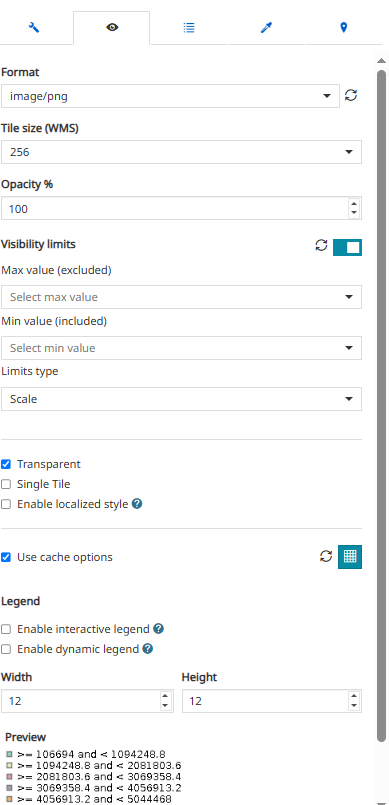 Format
image/png
Tile size (WMS)
256
Opacity %
100
Visibility limits
Max value (excluded)
Select max value
Min value (included)
Select min value
Limits type
Scale
Transparent
Single Tile
Enable localized style ?
Use cache options
Legend
Enable interactive legend ?
Enable dynamic legend ?
Width Height
12 12
Preview
>= 106694 and < 1094248.8
>= 1094248.8 and < 2081803.6
>= 2081803.6 and < 3069358.4
>= 3069358.4 and < 4056913.2
>= 4056913.2 and < 5044468